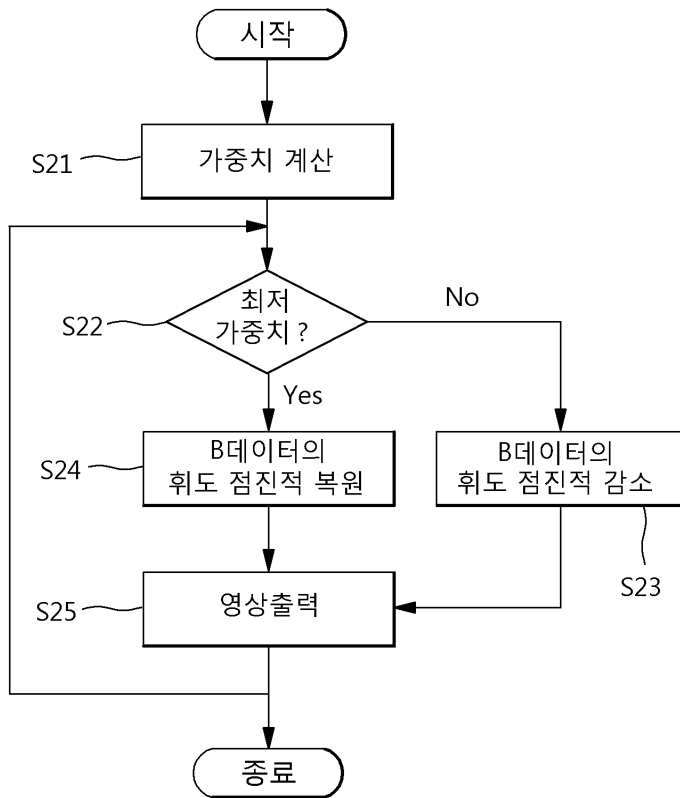 시작
S21
가중치 계산
S22
최저
가중치 ?
No
Yes
S24
B데이터의
휘도 점진적 복원
B데이터의
휘도 점진적 감소
S23
S25
영상출력
종료